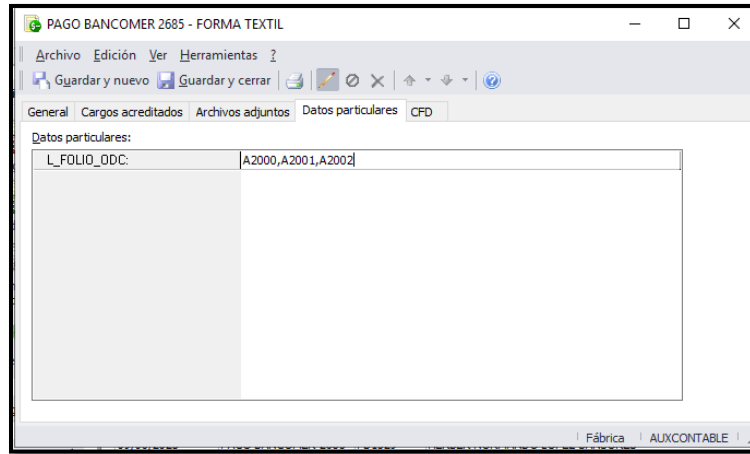 PAGO BANCOMER 2685 - FORMA TEXTIL
Archivo Edición Ver Herramientas ?
Guardar y nuevo Guardar y cerrar
General Cargos acreditados Archivos adjuntos Datos particulares CFD
Datos particulares:
L_FOLIO_ODC: A2000,A2001,A2002
Fábrica AUXCONTABLE